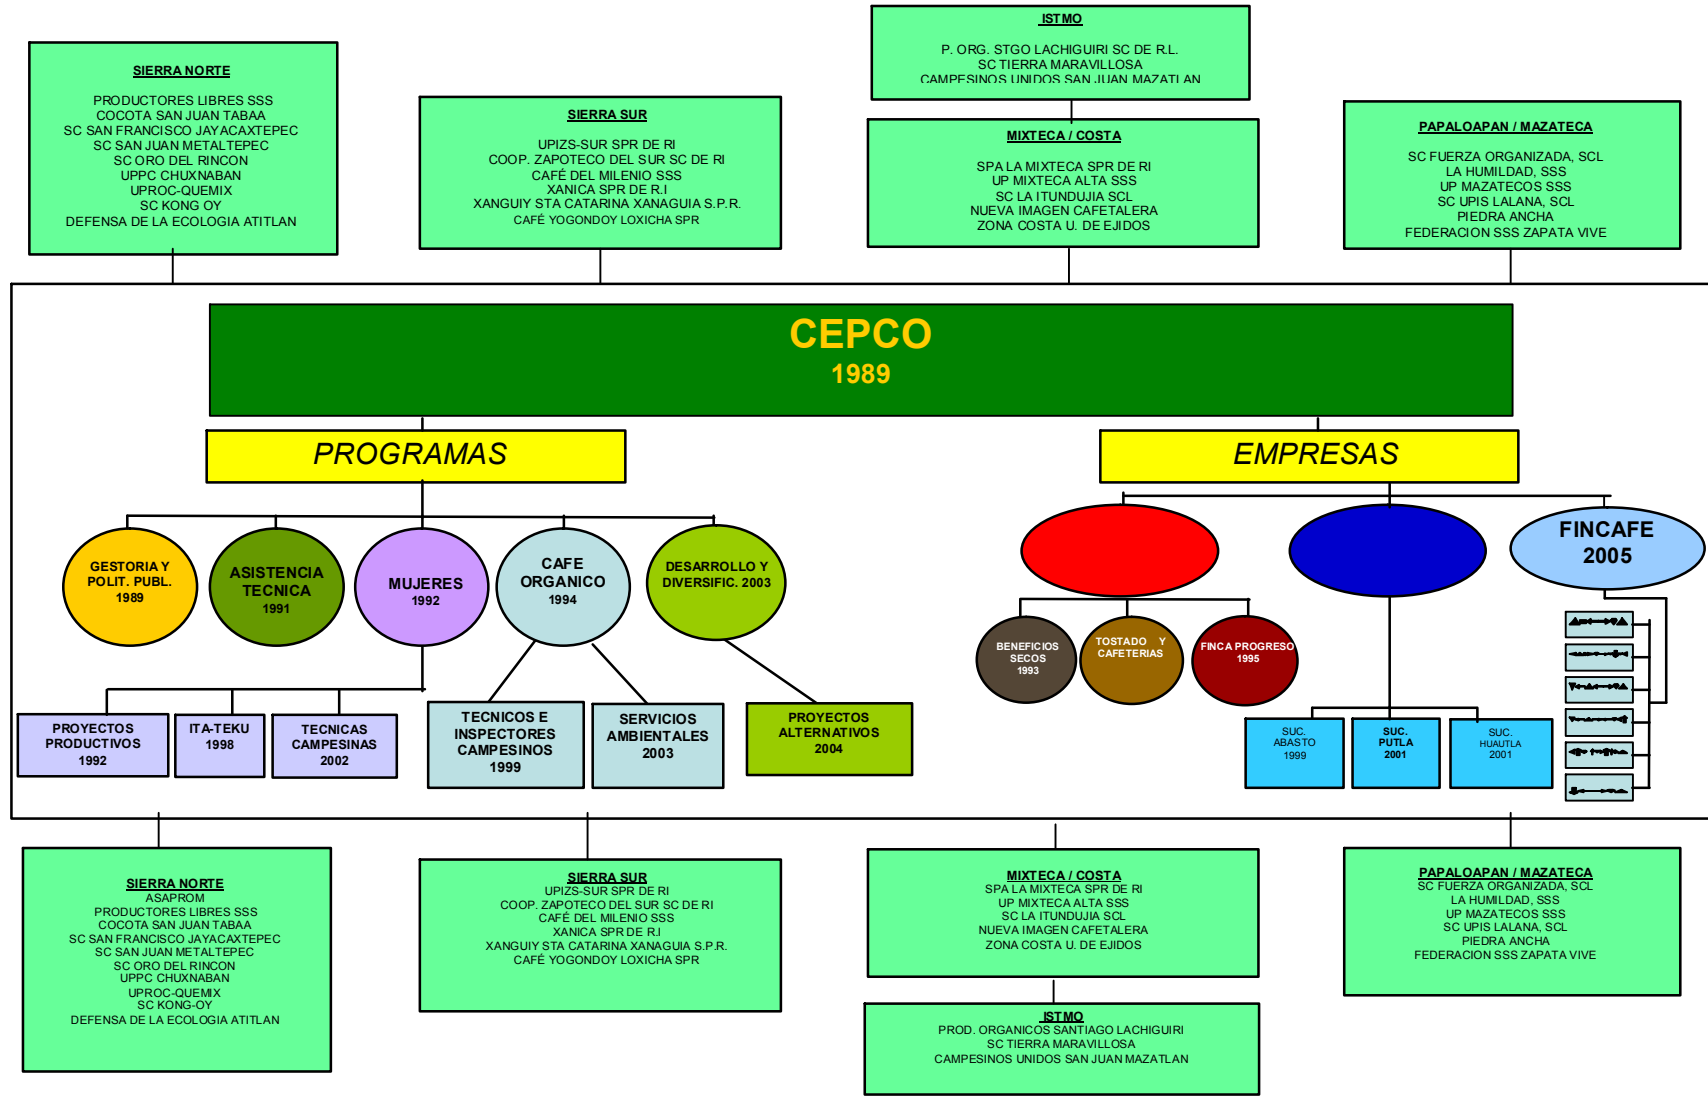 ISTMO
P. ORG. STGO LACHIGUIRI SC DE R.L.
SC TIERRA MARAVILLOSA
CAMPESINOS UNIDOS SAN JUAN MAZATLAN
SIERRA NORTE
PRODUCTORES LIBRES SSS
COCOTA SAN JUAN TABAA
SC SAN FRANCISCO JAYACAXTEPEC
SC SAN JUAN METALTEPEC
SC ORO DEL RINCON
UPPC CHUXNABAN
UPROC-QUEMIX
SC KONG OY
DEFENSA DE LA ECOLOGIA ATITLAN
SIERRA SUR
UPIZS-SUR SPR DE RI
COOP. ZAPOTECO DEL SUR SC DE RI
CAFÉ DEL MILENIO SSS
XANICA SPR DE R.I
XANGUIY STA CATARINA XANAGUIA S.P.R.
CAFÉ YOGONDOY LOXICHA SPR
MIXTECA / COSTA
SPA LA MIXTECA SPR DE RI
UP MIXTECA ALTA SSS
SC LA ITUNDUJIA SCL
NUEVA IMAGEN CAFETALERA
ZONA COSTA U. DE EJIDOS
PAPALOAPAN / MAZATECA
SC FUERZA ORGANIZADA, SCL
LA HUMILDAD, SSS
UP MAZATECOS SSS
SC UPIS LALANA, SCL
PIEDRA ANCHA
FEDERACION SSS ZAPATA VIVE
CEPCO
1989
PROGRAMAS
EMPRESAS
GESTORIA Y
POLIT. PUBL.
1989
ASISTENCIA
TECNICA
1991
MUJERES
1992
CAFE
ORGANICO
1994
DESARROLLO Y
DIVERSIFIC. 2003
FINCAFE
2005
BENEFICIOS
SECOS
1993
TOSTADO Y
CAFETERIAS
FINCA PROGRESO
1995
PROYECTOS
PRODUCTIVOS
1992
ITA-TEKU
1998
TECNICAS
CAMPESINAS
2002
TECNICOS E
INSPECTORES
CAMPESINOS
1999
SERVICIOS
AMBIENTALES
2003
PROYECTOS
ALTERNATIVOS
2004
SUC.
ABASTO
1999
SUC.
PUTLA
2001
SUC.
HUAUTLA
2001
SIERRA NORTE
ASAPROM
PRODUCTORES LIBRES SSS
COCOTA SAN JUAN TABAA
SC SAN FRANCISCO JAYACAXTEPEC
SC SAN JUAN METALTEPEC
SC ORO DEL RINCON
UPPC CHUXNABAN
UPROC-QUEMIX
SC KONG-OY
DEFENSA DE LA ECOLOGIA ATITLAN
SIERRA SUR
UPIZS-SUR SPR DE RI
COOP. ZAPOTECO DEL SUR SC DE RI
CAFÉ DEL MILENIO SSS
XANICA SPR DE R.I
XANGUIY STA CATARINA XANAGUIA S.P.R.
CAFÉ YOGONDOY LOXICHA SPR
MIXTECA / COSTA
SPA LA MIXTECA SPR DE RI
UP MIXTECA ALTA SSS
SC LA ITUNDUJIA SCL
NUEVA IMAGEN CAFETALERA
ZONA COSTA U. DE EJIDOS
PAPALOAPAN / MAZATECA
SC FUERZA ORGANIZADA, SCL
LA HUMILDAD, SSS
UP MAZATECOS SSS
SC UPIS LALANA, SCL
PIEDRA ANCHA
FEDERACION SSS ZAPATA VIVE
ISTMO
PROD. ORGANICOS SANTIAGO LACHIGUIRI
SC TIERRA MARAVILLOSA
CAMPESINOS UNIDOS SAN JUAN MAZATLAN